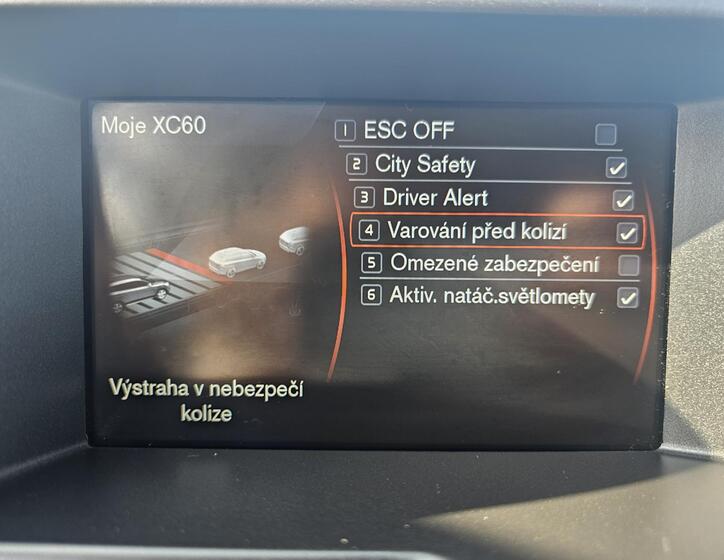 Moje XC60
1 ESC OFF
2 City Safety
3 Driver Alert
4 Varování před kolizí
5 Omezené zabezpečení
6 Aktiv. natáč.světlomety
Výstraha v nebezpečí
kolize